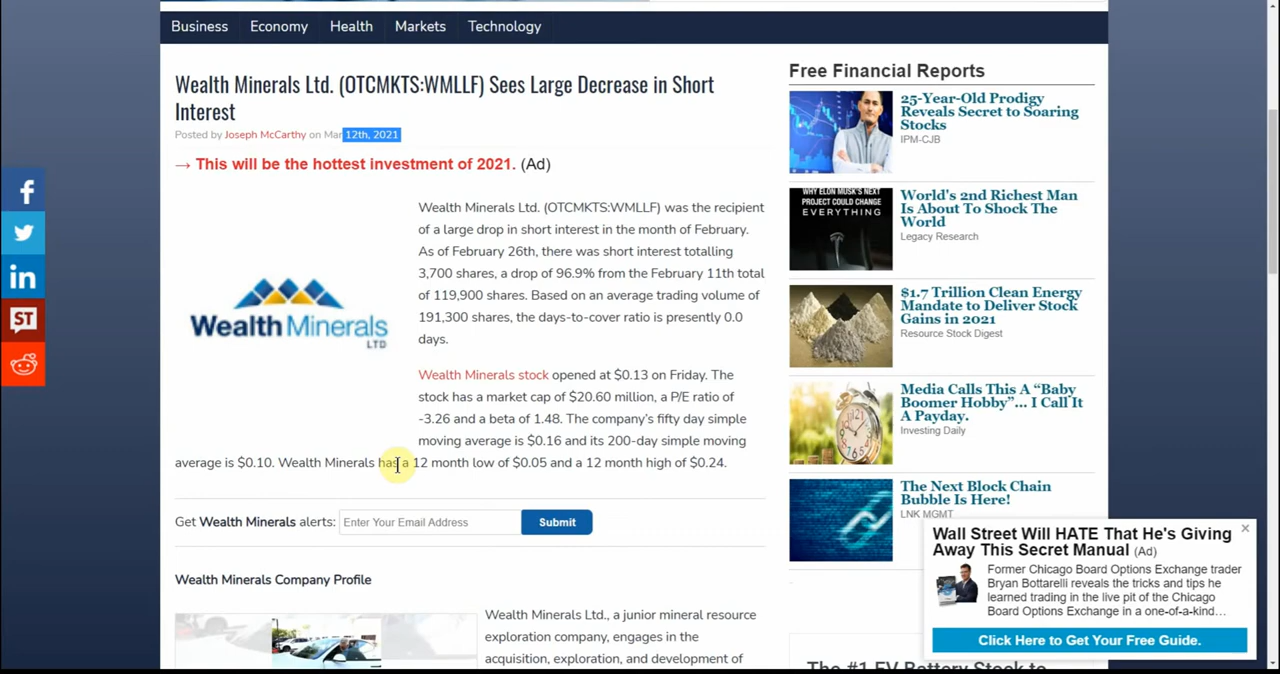 Business Economy Health Markets Technology
Wealth Minerals Ltd. (OTCMKTS:WMLLF) Sees Large Decrease in Short
Interest
Posted by Joseph McCarthy on Mar 12th, 2021
→ This will be the hottest investment of 2021. (Ad)
Wealth Minerals Ltd. (OTCMKTS:WMLLF) was the recipient
of a large drop in short interest in the month of February.
As of February 26th, there was short interest totalling
3,700 shares, a drop of 96.9% from the February 11th total
of 119,900 shares. Based on an average trading volume of
191,300 shares, the days-to-cover ratio is presently 0.0
days.
Wealth Minerals
LTD
Wealth Minerals stock opened at $0.13 on Friday. The
stock has a market cap of $20.60 million, a P/E ratio of
-3.26 and a beta of 1.48. The company's fifty day simple
moving average is $0.16 and its 200-day simple moving
average is $0.10. Wealth Minerals has a 12 month low of $0.05 and a 12 month high of $0.24.
Get Wealth Minerals alerts: Enter Your Email Address Submit
Wealth Minerals Company Profile
Wealth Minerals Ltd., a junior mineral resource
exploration company, engages in the
acquisition, exploration, and development of
Free Financial Reports
25-Year-Old Prodigy
Reveals Secret to Soaring
Stocks
IPM-CJB
WHY ELON MUSK'S NEXT
PROJECT COULD CHANGE
EVERYTHING
World's 2nd Richest Man
Is About To Shock The
World
Legacy Research
$1.7 Trillion Clean Energy
Mandate to Deliver Stock
Gains in 2021
Resource Stock Digest
Media Calls This A “Baby
Boomer Hobby”... I Call It
A Payday.
Investing Daily
The Next Block Chain
Bubble Is Here!
LNK MGMT
Wall Street Will HATE That He's Giving
Away This Secret Manual (Ad)
Former Chicago Board Options Exchange trader
Bryan Bottarelli reveals the tricks and tips he
learned trading in the live pit of the Chicago
Board Options Exchange in a one-of-a-kind...
Click Here to Get Your Free Guide.
The #1 EV Battery Stock to
f
in
ST